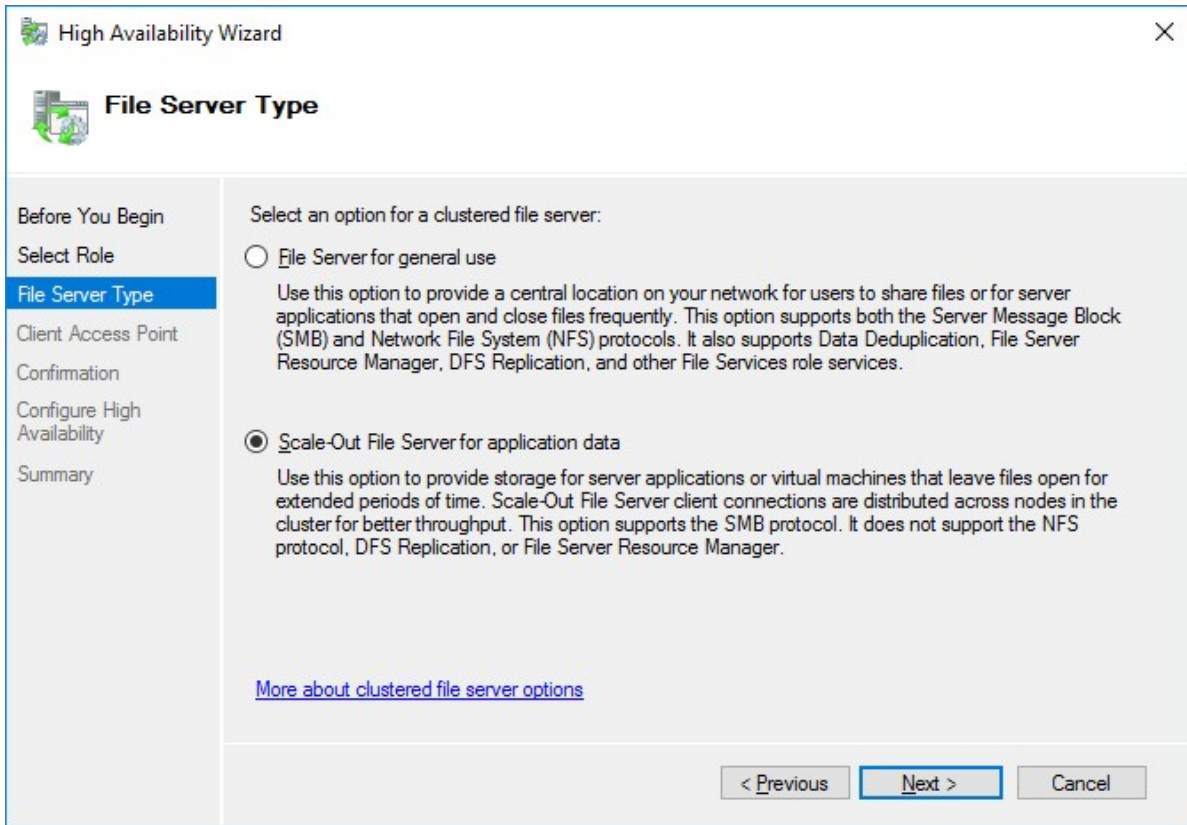 High Availability Wizard
File Server Type
Before You Begin
Select Role
File Server Type
Client Access Point
Confirmation
Configure High
Availability
Summary
Select an option for a clustered file server:
File Server for general use
Use this option to provide a central location on your network for users to share files or for server
applications that open and close files frequently. This option supports both the Server Message Block
(SMB) and Network File System (NFS) protocols. It also supports Data Deduplication, File Server
Resource Manager, DFS Replication, and other File Services role services.
Scale-Out File Server for application data
Use this option to provide storage for server applications or virtual machines that leave files open for
extended periods of time. Scale-Out File Server client connections are distributed across nodes in the
cluster for better throughput. This option supports the SMB protocol. It does not support the NFS
protocol, DFS Replication, or File Server Resource Manager.
More about clustered file server options
< Previous
Next >
Cancel